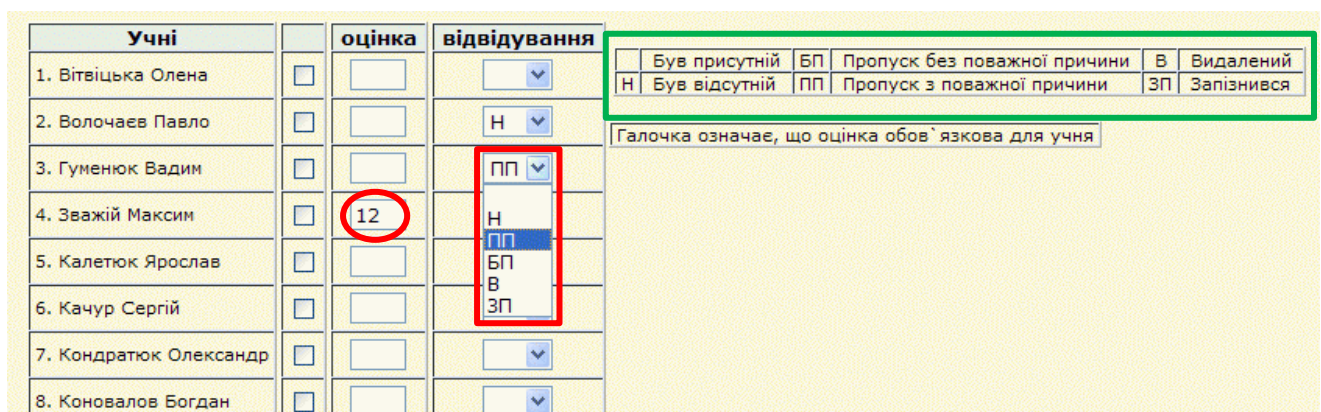 Учні оцінка відвідування
1. Вітвіцька Олена
2. Волочаєв Павло Н
3. Гуменюк Вадим ПП
4. Зважій Максим 12
5. Калетюк Ярослав
6. Качур Сергій
7. Кондратюк Олександр
8. Коновалов Богдан
Н
ПП
БП
В
ЗП
Був присутній БП Пропуск без поважної причини В Видалений
Н Був відсутній ПП Пропуск з поважної причини ЗП Запізнився
Галочка означає, що оцінка обов`язкова для учня